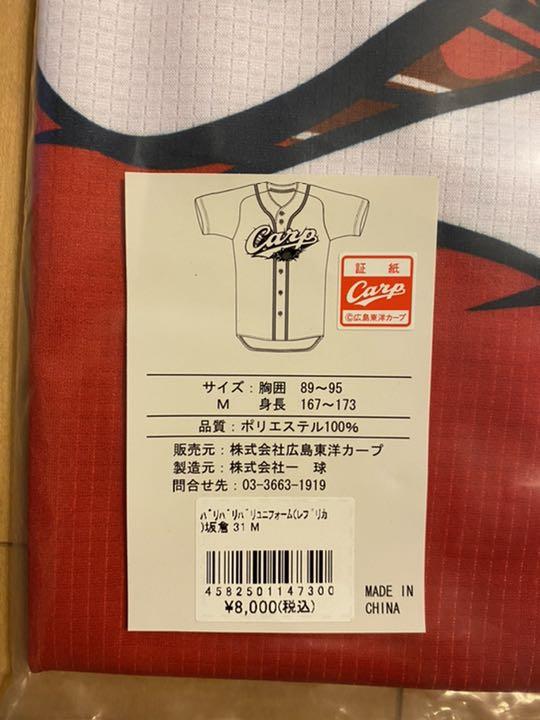 Carp
証紙
Carp
©広島東洋カープ
サイズ：胸囲 89～95
M 身長 167～173
品質：ポリエステル100%
販売元：株式会社広島東洋カープ
製造元：株式会社一 球
問合せ先：03-3663-1919
ﾊﾞﾘﾊﾞﾘﾊﾞﾘﾕﾆﾌｫｰﾑ(ﾚﾌﾟﾘｶ
)坂倉 31 M
4582501147300
¥8,000(税込)
MADE IN
CHINA